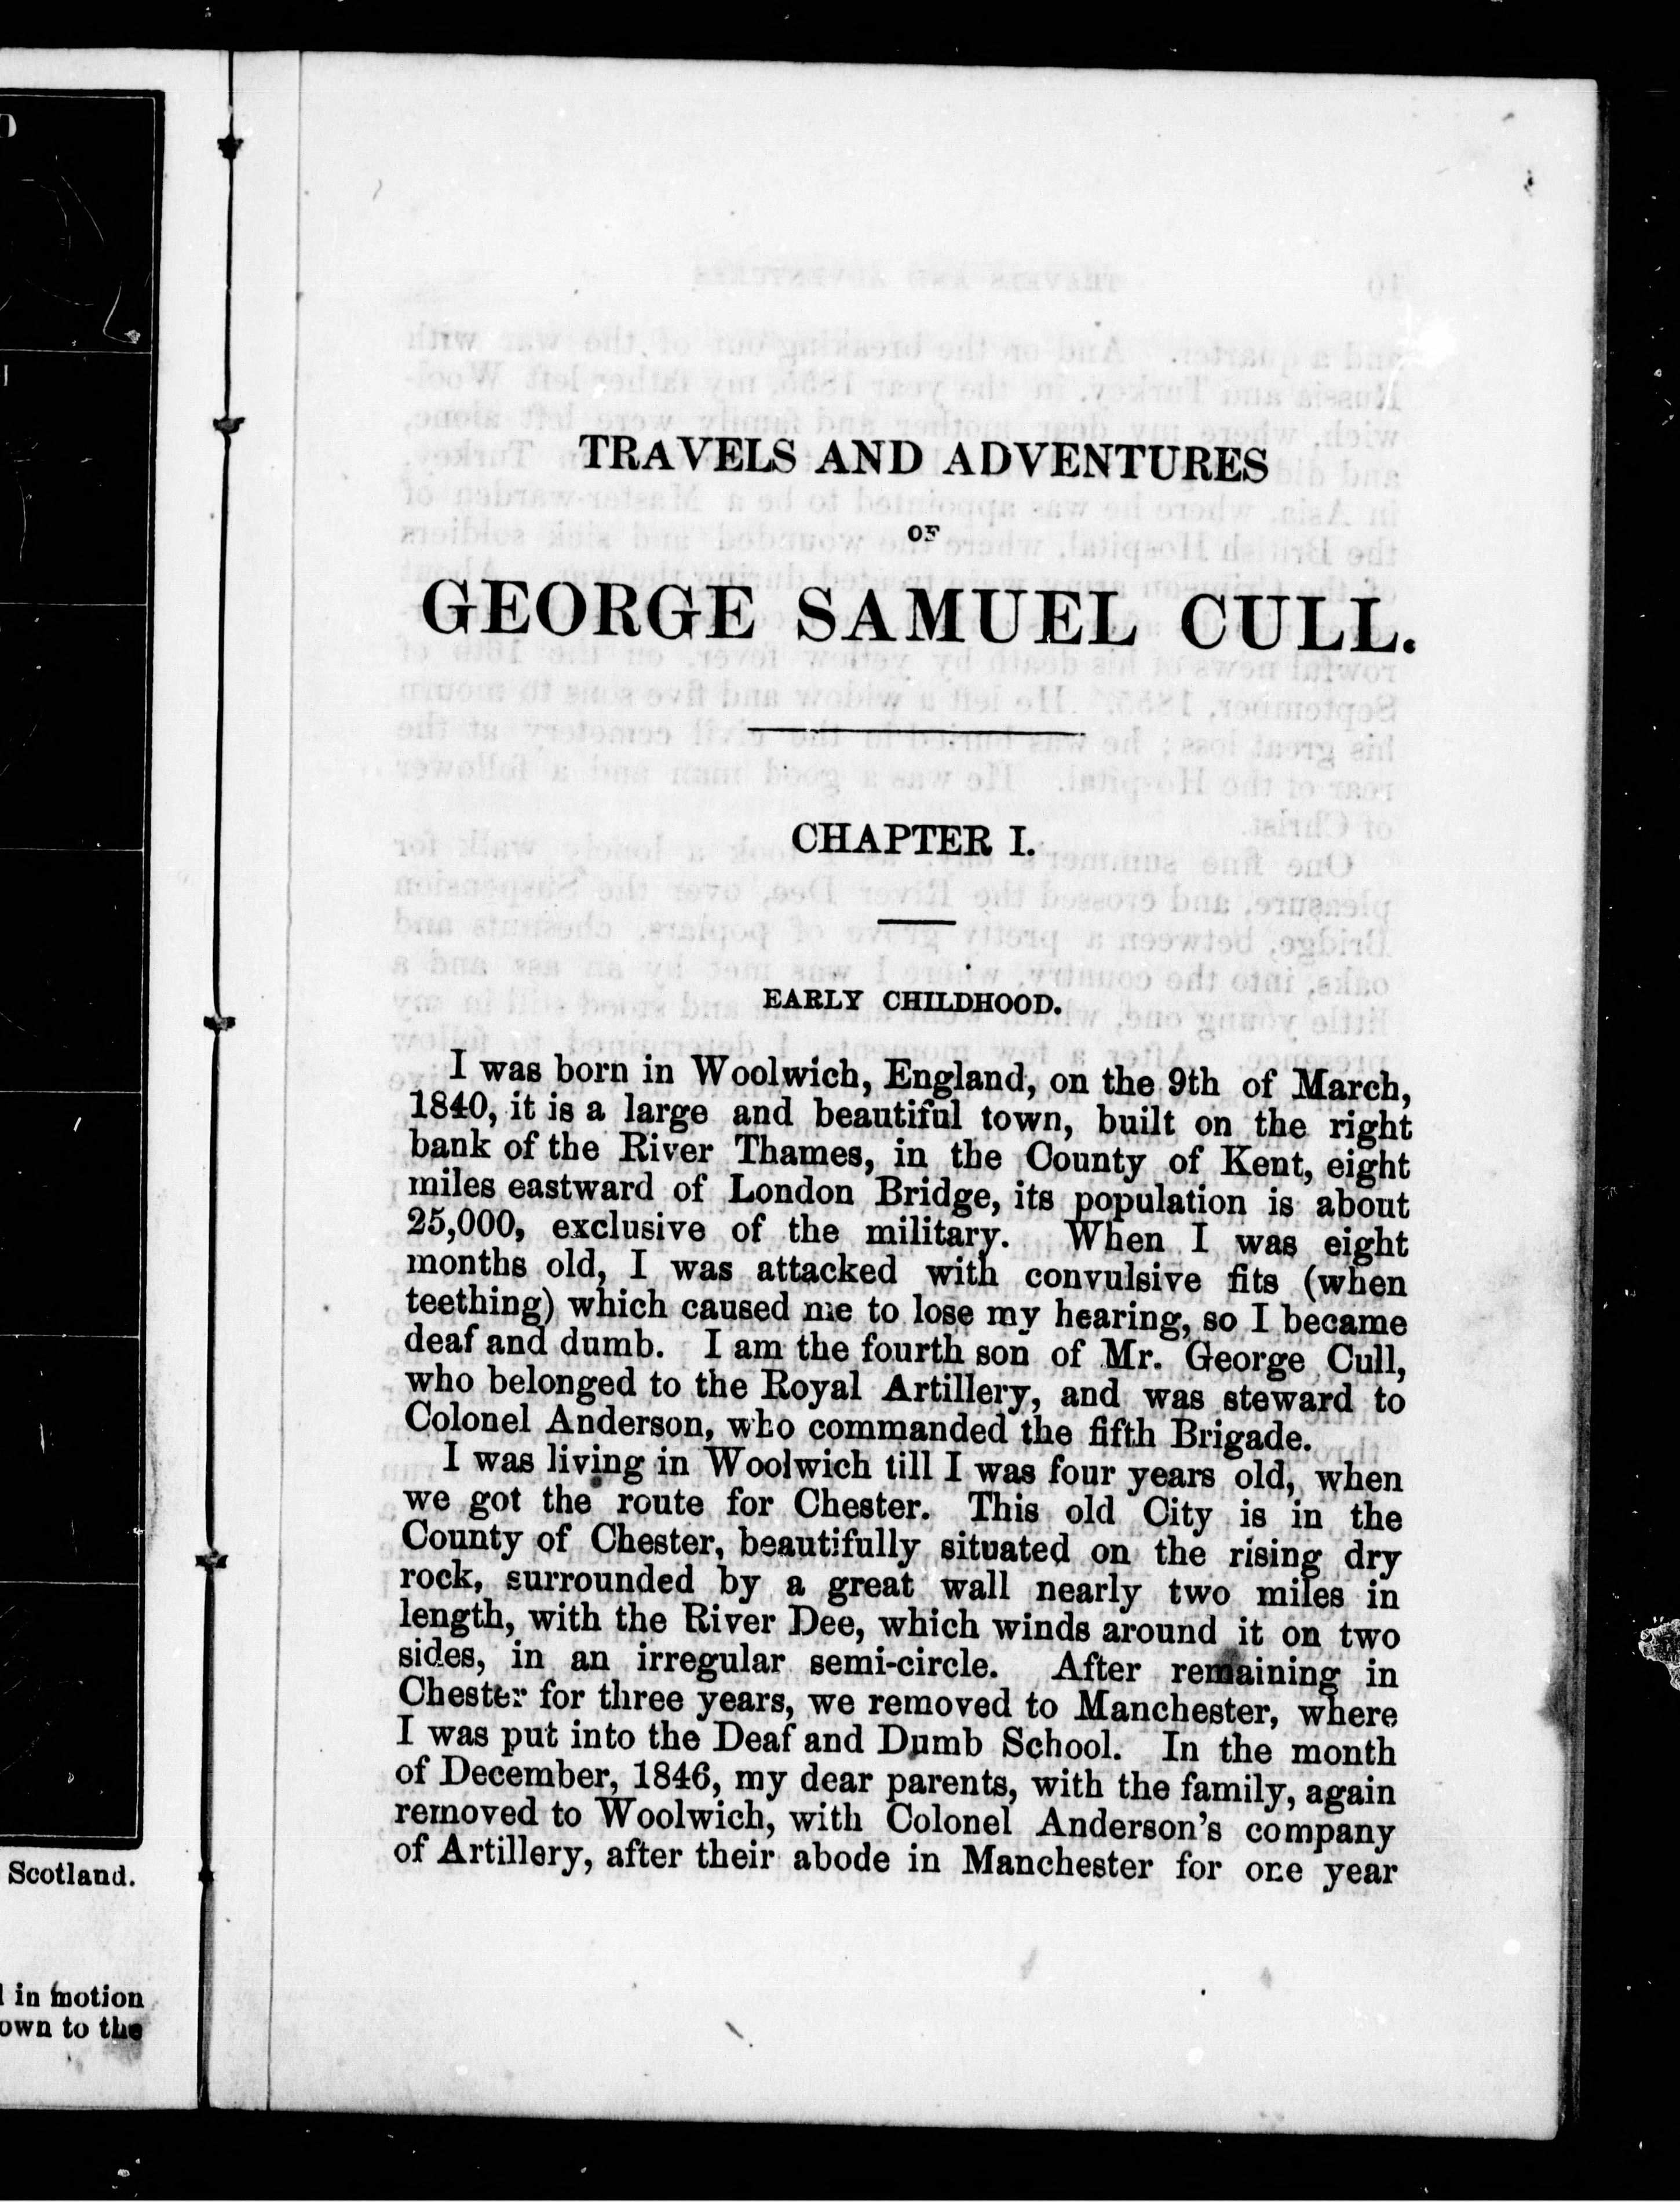 Scotland.
in motion
own to the
TRAVELS AND ADVENTURES
OF
GEORGE SAMUEL CULL.
CHAPTER I.
EARLY CHILDHOOD.
I was born in Woolwich, England, on the 9th of March,
1840, it is a large and beautiful town, built on the right
bank of the River Thames, in the County of Kent, eight
miles eastward of London Bridge, its population is about
25,000, exclusive of the military. When I was eight
months old, I was attacked with convulsive fits (when
teething) which caused me to lose my hearing, so I became
deaf and dumb. I am the fourth son of Mr. George Cull,
who belonged to the Royal Artillery, and was steward to
Colonel Anderson, who commanded the fifth Brigade.
I was living in Woolwich till I was four years old, when
we got the route for Chester. This old City is in the
County of Chester, beautifully situated on the rising dry
rock, surrounded by a great wall nearly two miles in
length, with the River Dee, which winds around it on two
sides, in an irregular semi-circle. After remaining in
Chester for three years, we removed to Manchester, where
I was put into the Deaf and Dumb School. In the month
of December, 1846, my dear parents, with the family, again
removed to Woolwich, with Colonel Anderson's company
of Artillery, after their abode in Manchester for one year